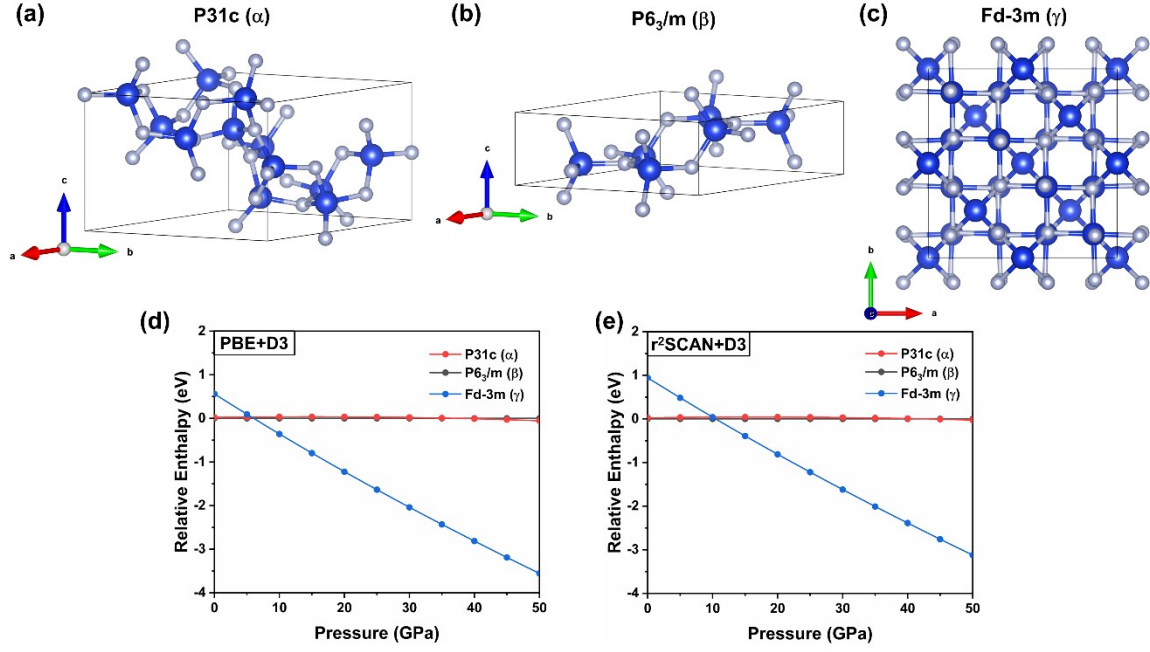 (a)
P31c (α)
(b)
P6₃/m (β)
(c)
Fd-3m (γ)
c
a
b
c
a
b
b
a
(d)
PBE+D3
P31c (α)
P6₃/m (β)
Fd-3m (γ)
Relative Enthalpy (eV)
2
1
0
-1
-2
-3
-4
0
10
20
30
40
50
Pressure (GPa)
(e)
r²SCAN+D3
P31c (α)
P6₃/m (β)
Fd-3m (γ)
Relative Enthalpy (eV)
2
1
0
-1
-2
-3
-4
0
10
20
30
40
50
Pressure (GPa)